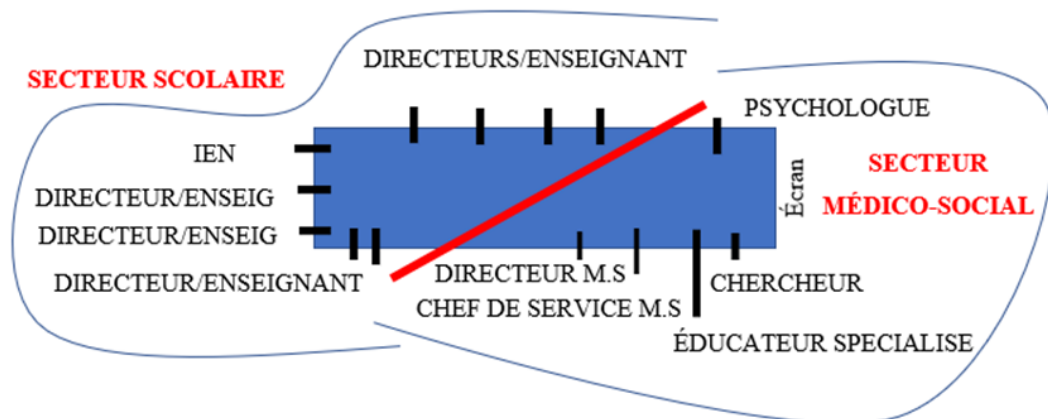 DIRECTEURS/ENSEIGNANT
SECTEUR SCOLAIRE
PSYCHOLOGUE
IEN
SECTEUR
MÉDICO-SOCIAL
Écran
DIRECTEUR/ENSEIG
DIRECTEUR/ENSEIG
DIRECTEUR/ENSEIGNANT
DIRECTEUR M.S
CHERCHEUR
CHEF DE SERVICE M.S
ÉDUCATEUR SPECIALISE